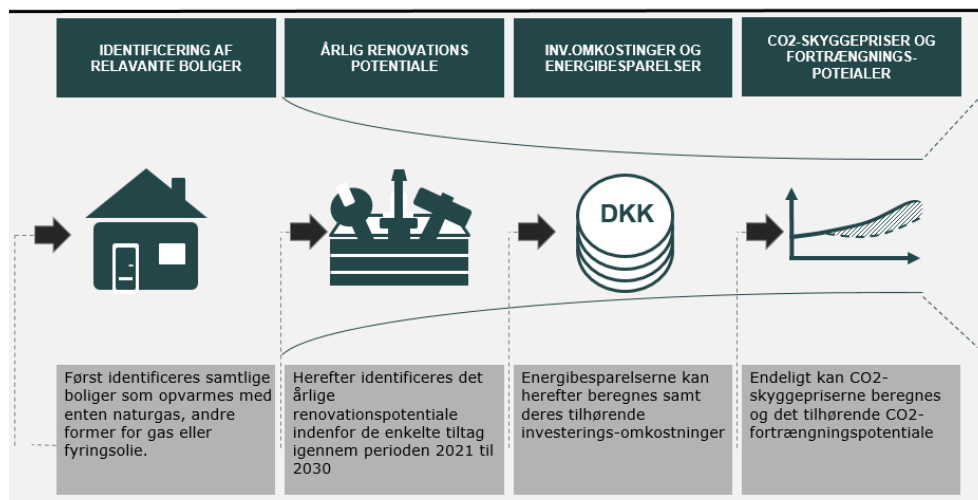 IDENTIFICERING AF
RELAVANTE BOLIGER
ÅRLIG RENOVATIONS
POTENTIALE
INV.OMKOSTINGER OG
ENERGIBESPARELSER
CO2-SKYGGEPRISER OG
FORTRÆGNINGS-
POTEIALER
DKK
Først identificeres samtlige
boliger som opvarmes med
enten naturgas, andre
former for gas eller
fyringsolie.
Herefter identificeres det
årlige
renovationspotentiale
indenfor de enkelte tiltag
igennem perioden 2021 til
2030
Energibesparelserne kan
herefter beregnes samt
deres tilhørende
investerings-omkostninger
Endeligt kan CO2-
skyggepriserne beregnes
og det tilhørende CO2-
fortrængningspotentiale